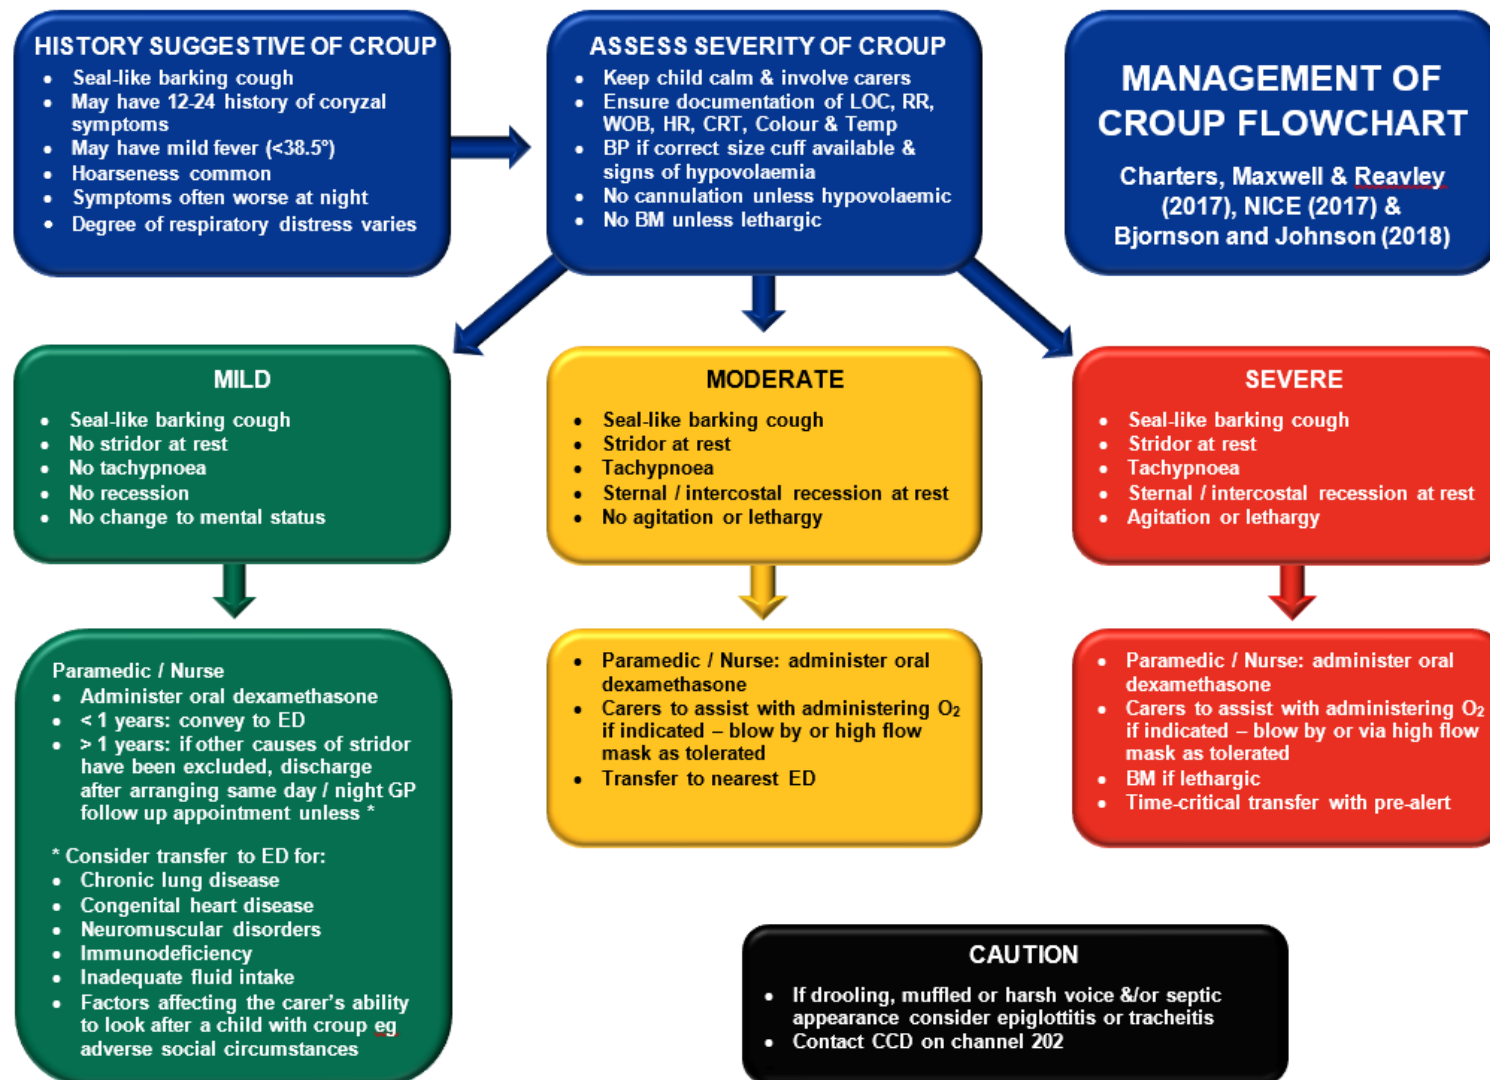 HISTORY SUGGESTIVE OF CROUP
• Seal-like barking cough
• May have 12-24 history of coryzal
symptoms
• May have mild fever (<38.5°)
• Hoarseness common
• Symptoms often worse at night
• Degree of respiratory distress varies
ASSESS SEVERITY OF CROUP
• Keep child calm & involve carers
• Ensure documentation of LOC, RR,
WOB, HR, CRT, Colour & Temp
• BP if correct size cuff available &
signs of hypovolaemia
• No cannulation unless hypovolaemic
• No BM unless lethargic
MANAGEMENT OF
CROUP FLOWCHART
Charters, Maxwell & Reavley
(2017), NICE (2017) &
Bjornson and Johnson (2018)
MILD
• Seal-like barking cough
• No stridor at rest
• No tachypnoea
• No recession
• No change to mental status
MODERATE
• Seal-like barking cough
• Stridor at rest
• Tachypnoea
• Sternal / intercostal recession at rest
• No agitation or lethargy
SEVERE
• Seal-like barking cough
• Stridor at rest
• Tachypnoea
• Sternal / intercostal recession at rest
• Agitation or lethargy
Paramedic / Nurse
• Administer oral dexamethasone
• < 1 years: convey to ED
• > 1 years: if other causes of stridor
have been excluded, discharge
after arranging same day / night GP
follow up appointment unless *
* Consider transfer to ED for:
• Chronic lung disease
• Congenital heart disease
• Neuromuscular disorders
• Immunodeficiency
• Inadequate fluid intake
• Factors affecting the carer's ability
to look after a child with croup eg
adverse social circumstances
• Paramedic / Nurse: administer oral
dexamethasone
• Carers to assist with administering O₂
if indicated – blow by or high flow
mask as tolerated
• Transfer to nearest ED
• Paramedic / Nurse: administer oral
dexamethasone
• Carers to assist with administering O₂
if indicated – blow by or via high flow
mask as tolerated
• BM if lethargic
• Time-critical transfer with pre-alert
CAUTION
• If drooling, muffled or harsh voice &/or septic
appearance consider epiglottitis or tracheitis
• Contact CCD on channel 202